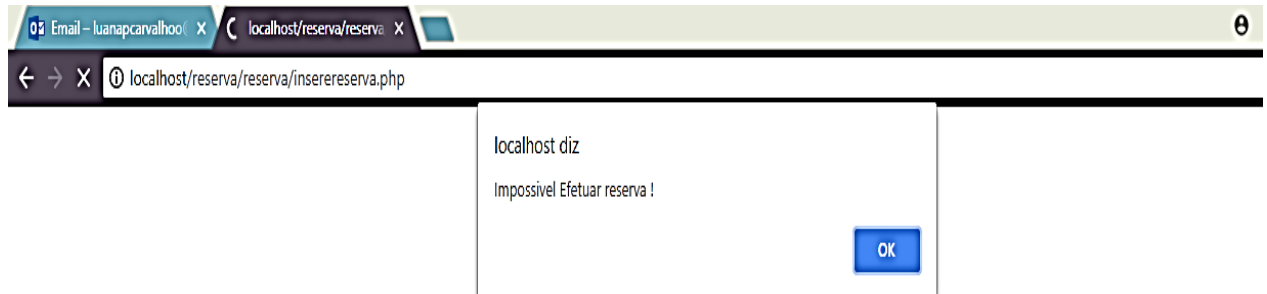 Email – luanapcarvalhoo(
localhost/reserva/reserva
localhost/reserva/reserva/inserereserva.php
localhost diz
Impossivel Efetuar reserva !
OK